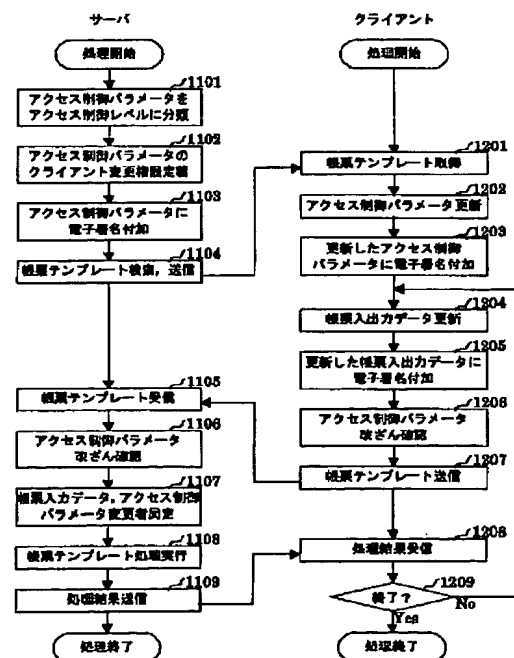 サーバ
処理開始
1101
アクセス制御パラメータを
アクセス制御レベルに分類
1102
アクセス制御パラメータの
クライアント変更権限定義
1103
アクセス制御パラメータに
電子署名付加
1104
帳票テンプレート検索，送信
1105
帳票テンプレート受信
1106
アクセス制御パラメータ
改ざん確認
1107
帳票入力データ，アクセス制御
パラメータ変更者同定
1108
帳票テンプレート処理実行
1109
処理結果送信
処理終了
クライアント
処理開始
1201
帳票テンプレート取得
1202
アクセス制御パラメータ更新
1203
更新したアクセス制御
パラメータに電子署名付加
1204
帳票入出力データ更新
1205
更新した帳票入出力データに
電子署名付加
1206
アクセス制御パラメータ
改ざん確認
1207
帳票テンプレート送信
1208
処理結果受信
1209
終了？
No
Yes
処理終了